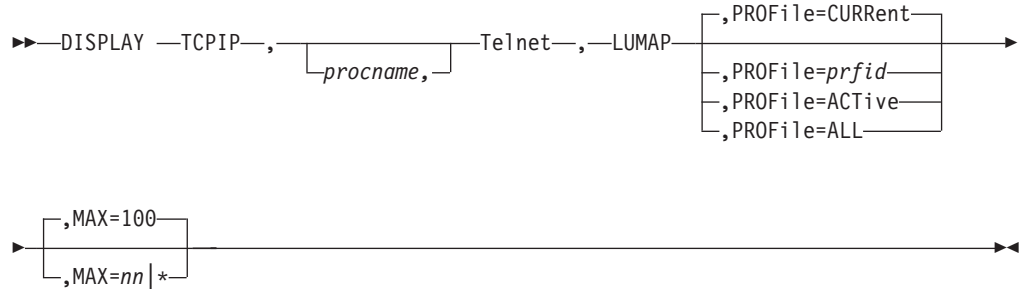 ,PROFile=CURRent
DISPLAY TCPIP , Telnet , LUMAP
procname,
,PROFile=prfid
,PROFile=ACTive
,PROFile=ALL
,MAX=100
,MAX=nn|*